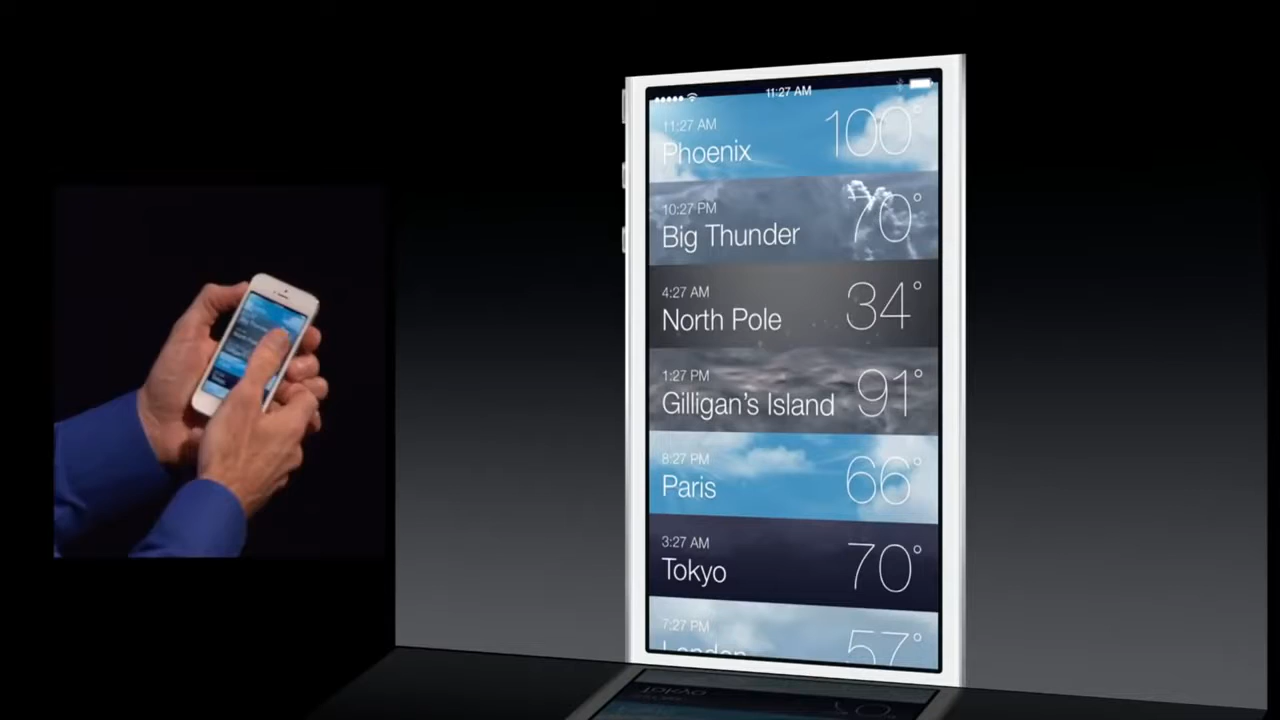 11:27 AM
11:27 AM
Phoenix
100°
10:27 PM
Big Thunder
70°
4:27 AM
North Pole
34°
1:27 PM
Gilligan's Island
91°
8:27 PM
Paris
66°
3:27 AM
Tokyo
70°
7:27 PM
London
57°